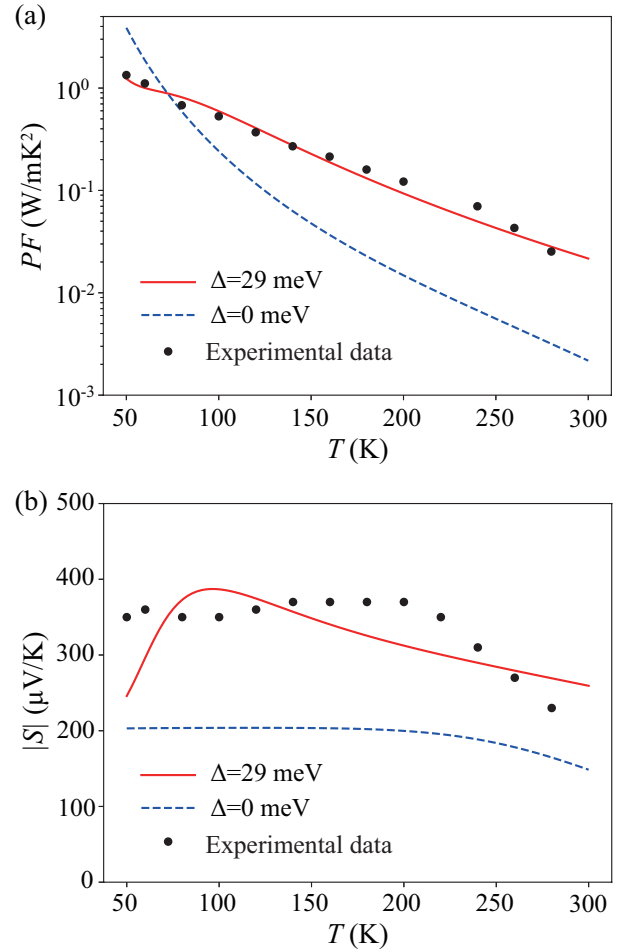 (a)
PF (W/mK²)
10⁰
10⁻¹
10⁻²
10⁻³
Δ=29 meV
Δ=0 meV
Experimental data
50 100 150 200 250 300
T (K)
(b)
|S| (μV/K)
500
400
300
200
100
0
Δ=29 meV
Δ=0 meV
Experimental data
50 100 150 200 250 300
T (K)